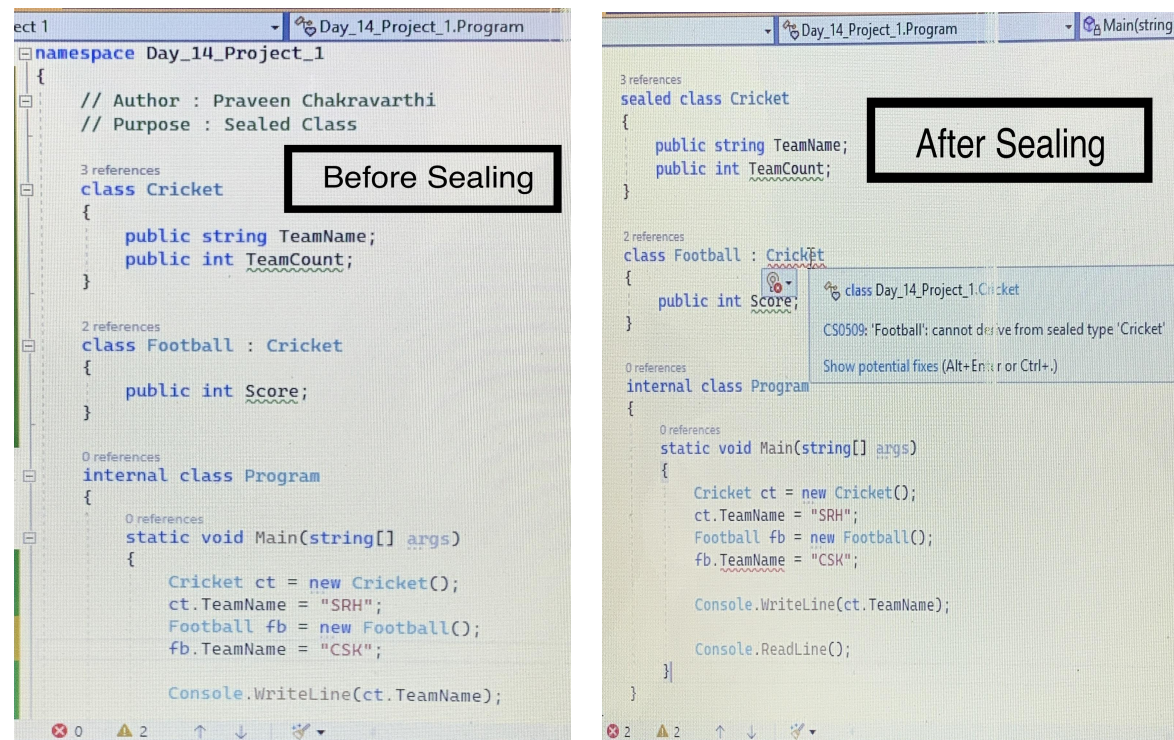 ect 1
Day_14_Project_1.Program
namespace Day_14_Project_1
{
// Author : Praveen Chakravarthi
// Purpose : Sealed Class
3 references
class Cricket
{
public string TeamName;
public int TeamCount;
}
2 references
class Football : Cricket
{
public int Score;
}
0 references
internal class Program
{
0 references
static void Main(string[] args)
{
Cricket ct = new Cricket();
ct.TeamName = "SRH";
Football fb = new Football();
fb.TeamName = "CSK";
Console.WriteLine(ct.TeamName);
0 2
Before Sealing
Day_14_Project_1.Program Main(string
3 references
sealed class Cricket
{
public string TeamName;
public int TeamCount;
}
After Sealing
2 references
class Football : Cricket
{
public int Score;
}
class Day_14_Project_1.Cricket
CS0509: 'Football': cannot derive from sealed type 'Cricket'
Show potential fixes (Alt+Enter or Ctrl+.)
0 references
internal class Program
{
0 references
static void Main(string[] args)
{
Cricket ct = new Cricket();
ct.TeamName = "SRH";
Football fb = new Football();
fb.TeamName = "CSK";
Console.WriteLine(ct.TeamName);
Console.ReadLine();
}
}
2 2